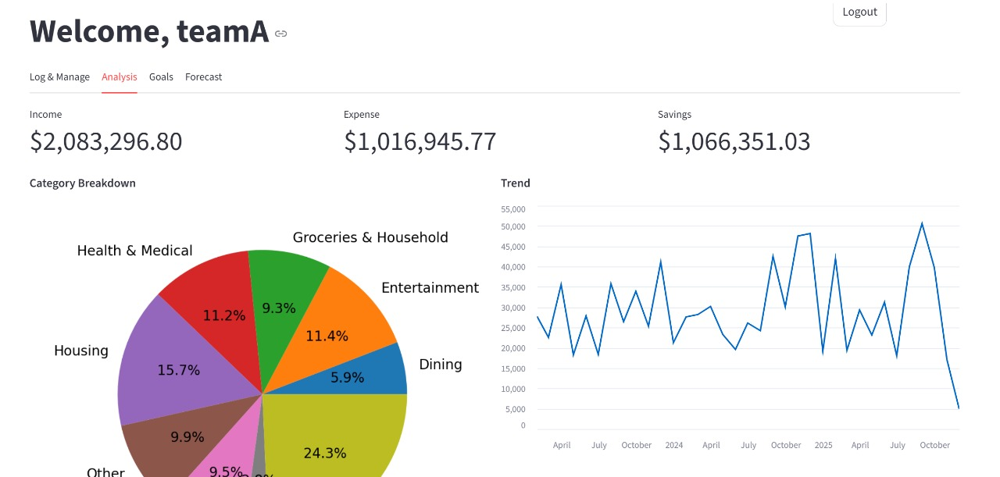 Logout
Welcome, teamA
Log & Manage Analysis Goals Forecast
Income Expense Savings
$2,083,296.80 $1,016,945.77 $1,066,351.03
Category Breakdown
Groceries & Household
Health & Medical
Entertainment
9.3%
11.2%
11.4%
Housing
Dining
15.7%
5.9%
9.9%
24.3%
9.5%
Other
Trend
55,000
50,000
45,000
40,000
35,000
30,000
25,000
20,000
15,000
10,000
5,000
0
April July October 2024 April July October 2025 April July October